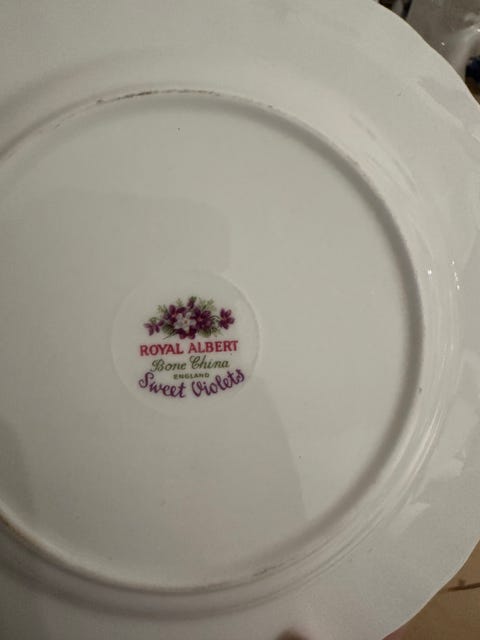 ROYAL ALBERT
Bone China
ENGLAND
Sweet Violets